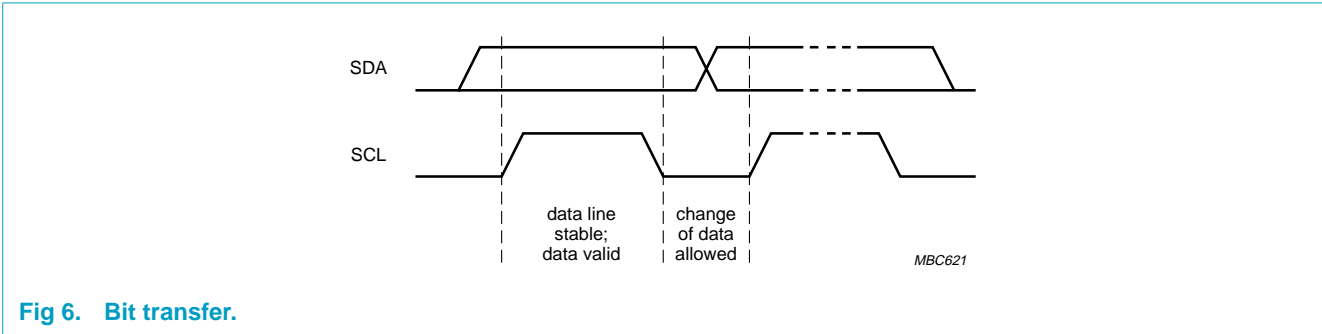 SDA
SCL
data line
stable;
data valid
change
of data
allowed
MBC621
Fig 6. Bit transfer.